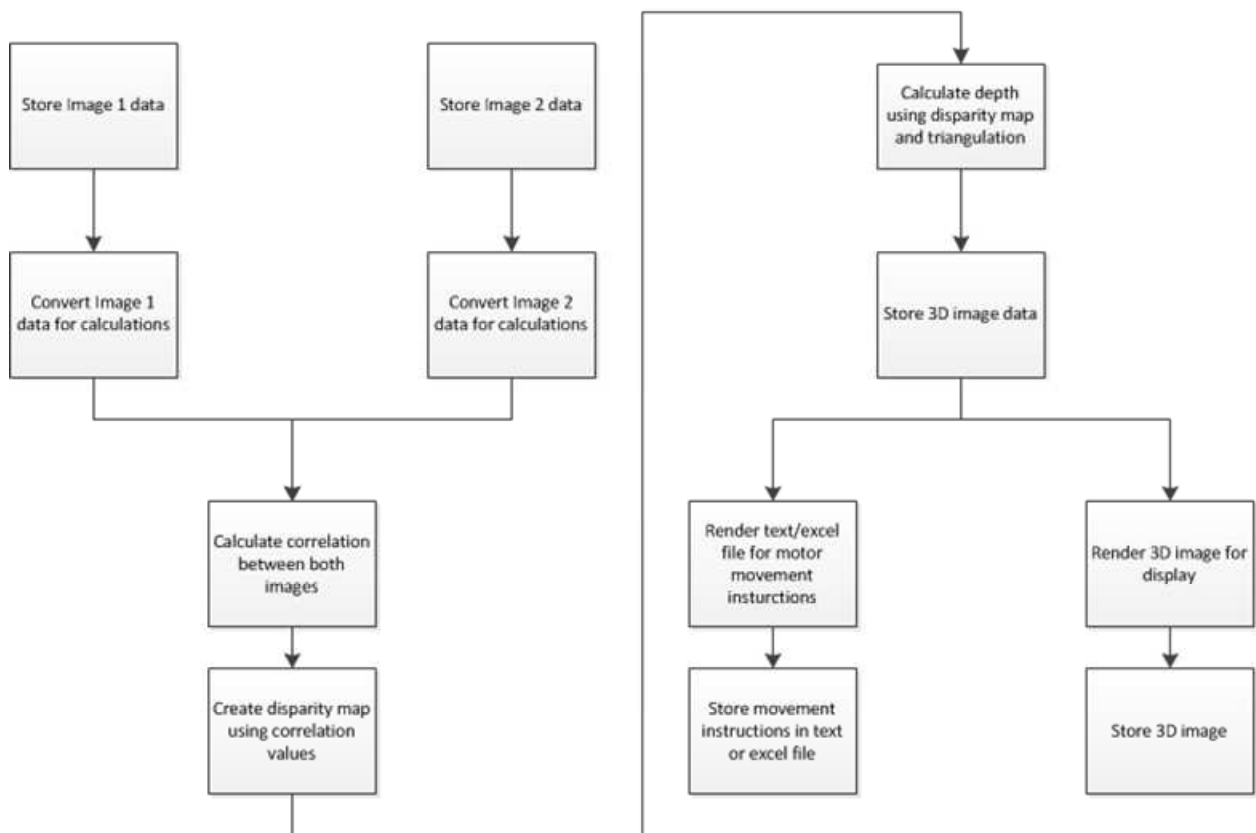 Store Image 1 data
Store Image 2 data
Convert Image 1
data for calculations
Convert Image 2
data for calculations
Calculate correlation
between both
images
Create disparity map
using correlation
values
Calculate depth
using disparity map
and triangulation
Store 3D image data
Render text/excel
file for motor
movement
insturctions
Render 3D image for
display
Store movement
instructions in text
or excel file
Store 3D image